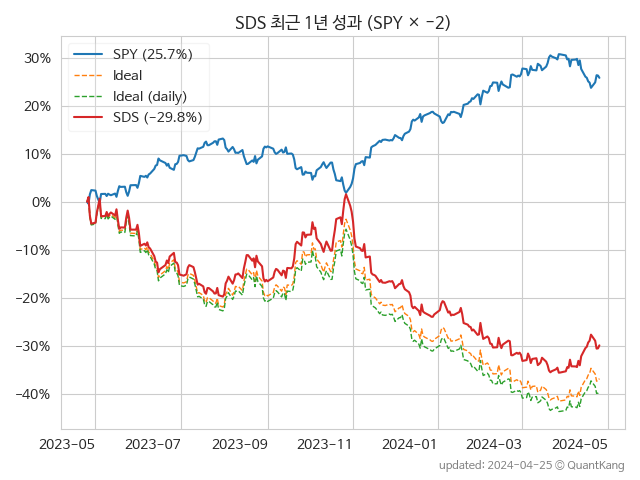 SDS 최근 1년 성과 (SPY × −2)
30%
20%
10%
0%
−10%
−20%
−30%
−40%
SPY (25.7%)
Ideal
Ideal (daily)
SDS (−29.8%)
2023-05 2023-07 2023-09 2023-11 2024-01 2024-03 2024-05
updated: 2024-04-25 © QuantKang